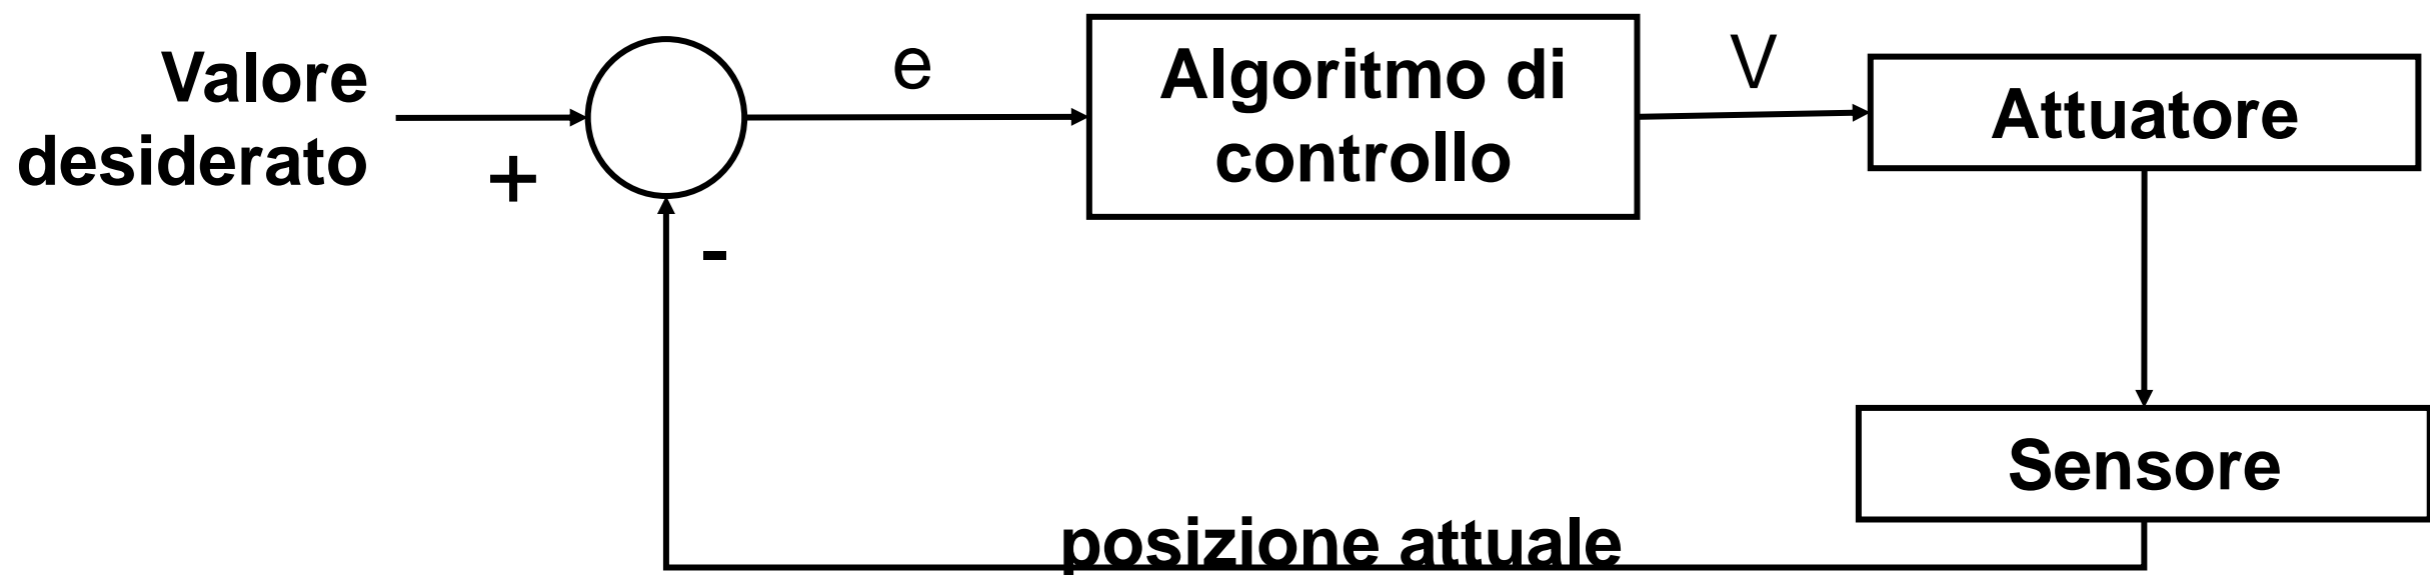 Valore
desiderato
+
-
e
Algoritmo di
controllo
V
Attuatore
Sensore
posizione attuale